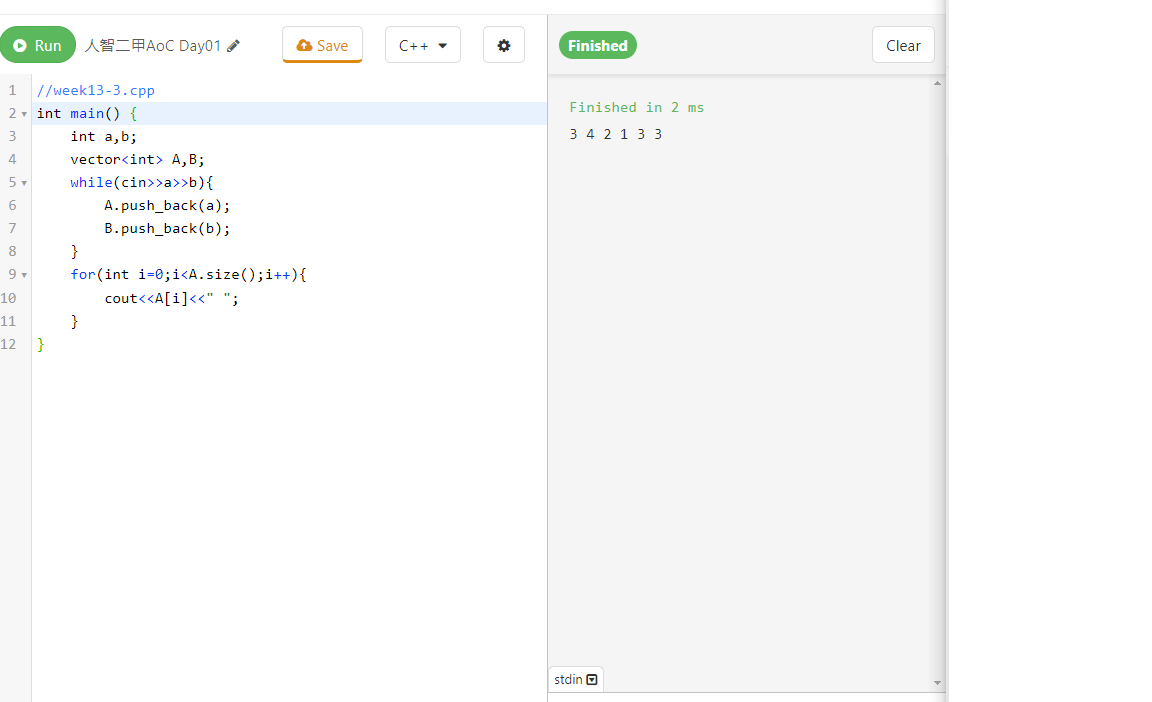 Run 人智二甲AoC Day01 Save C++ Finished Clear
1 //week13-3.cpp
2 int main() {
3     int a,b;
4     vector<int> A,B;
5     while(cin>>a>>b){
6         A.push_back(a);
7         B.push_back(b);
8     }
9     for(int i=0;i<A.size();i++){
10         cout<<A[i]<<" ";
11     }
12 }
Finished in 2 ms
3 4 2 1 3 3
stdin